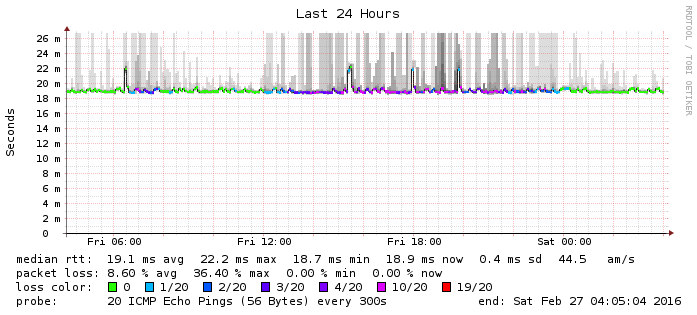 Last 24 Hours
RRDTOOL / TOBI OETIKER
Seconds
26 m
24 m
22 m
20 m
18 m
16 m
14 m
12 m
10 m
8 m
6 m
4 m
2 m
0
Fri 06:00 Fri 12:00 Fri 18:00 Sat 00:00
median rtt: 19.1 ms avg 22.2 ms max 18.7 ms min 18.9 ms now 0.4 ms sd 44.5 am/s
packet loss: 8.60 % avg 36.40 % max 0.00 % min 0.00 % now
loss color: 0 1/20 2/20 3/20 4/20 10/20 19/20
probe: 20 ICMP Echo Pings (56 Bytes) every 300s end: Sat Feb 27 04:05:04 2016